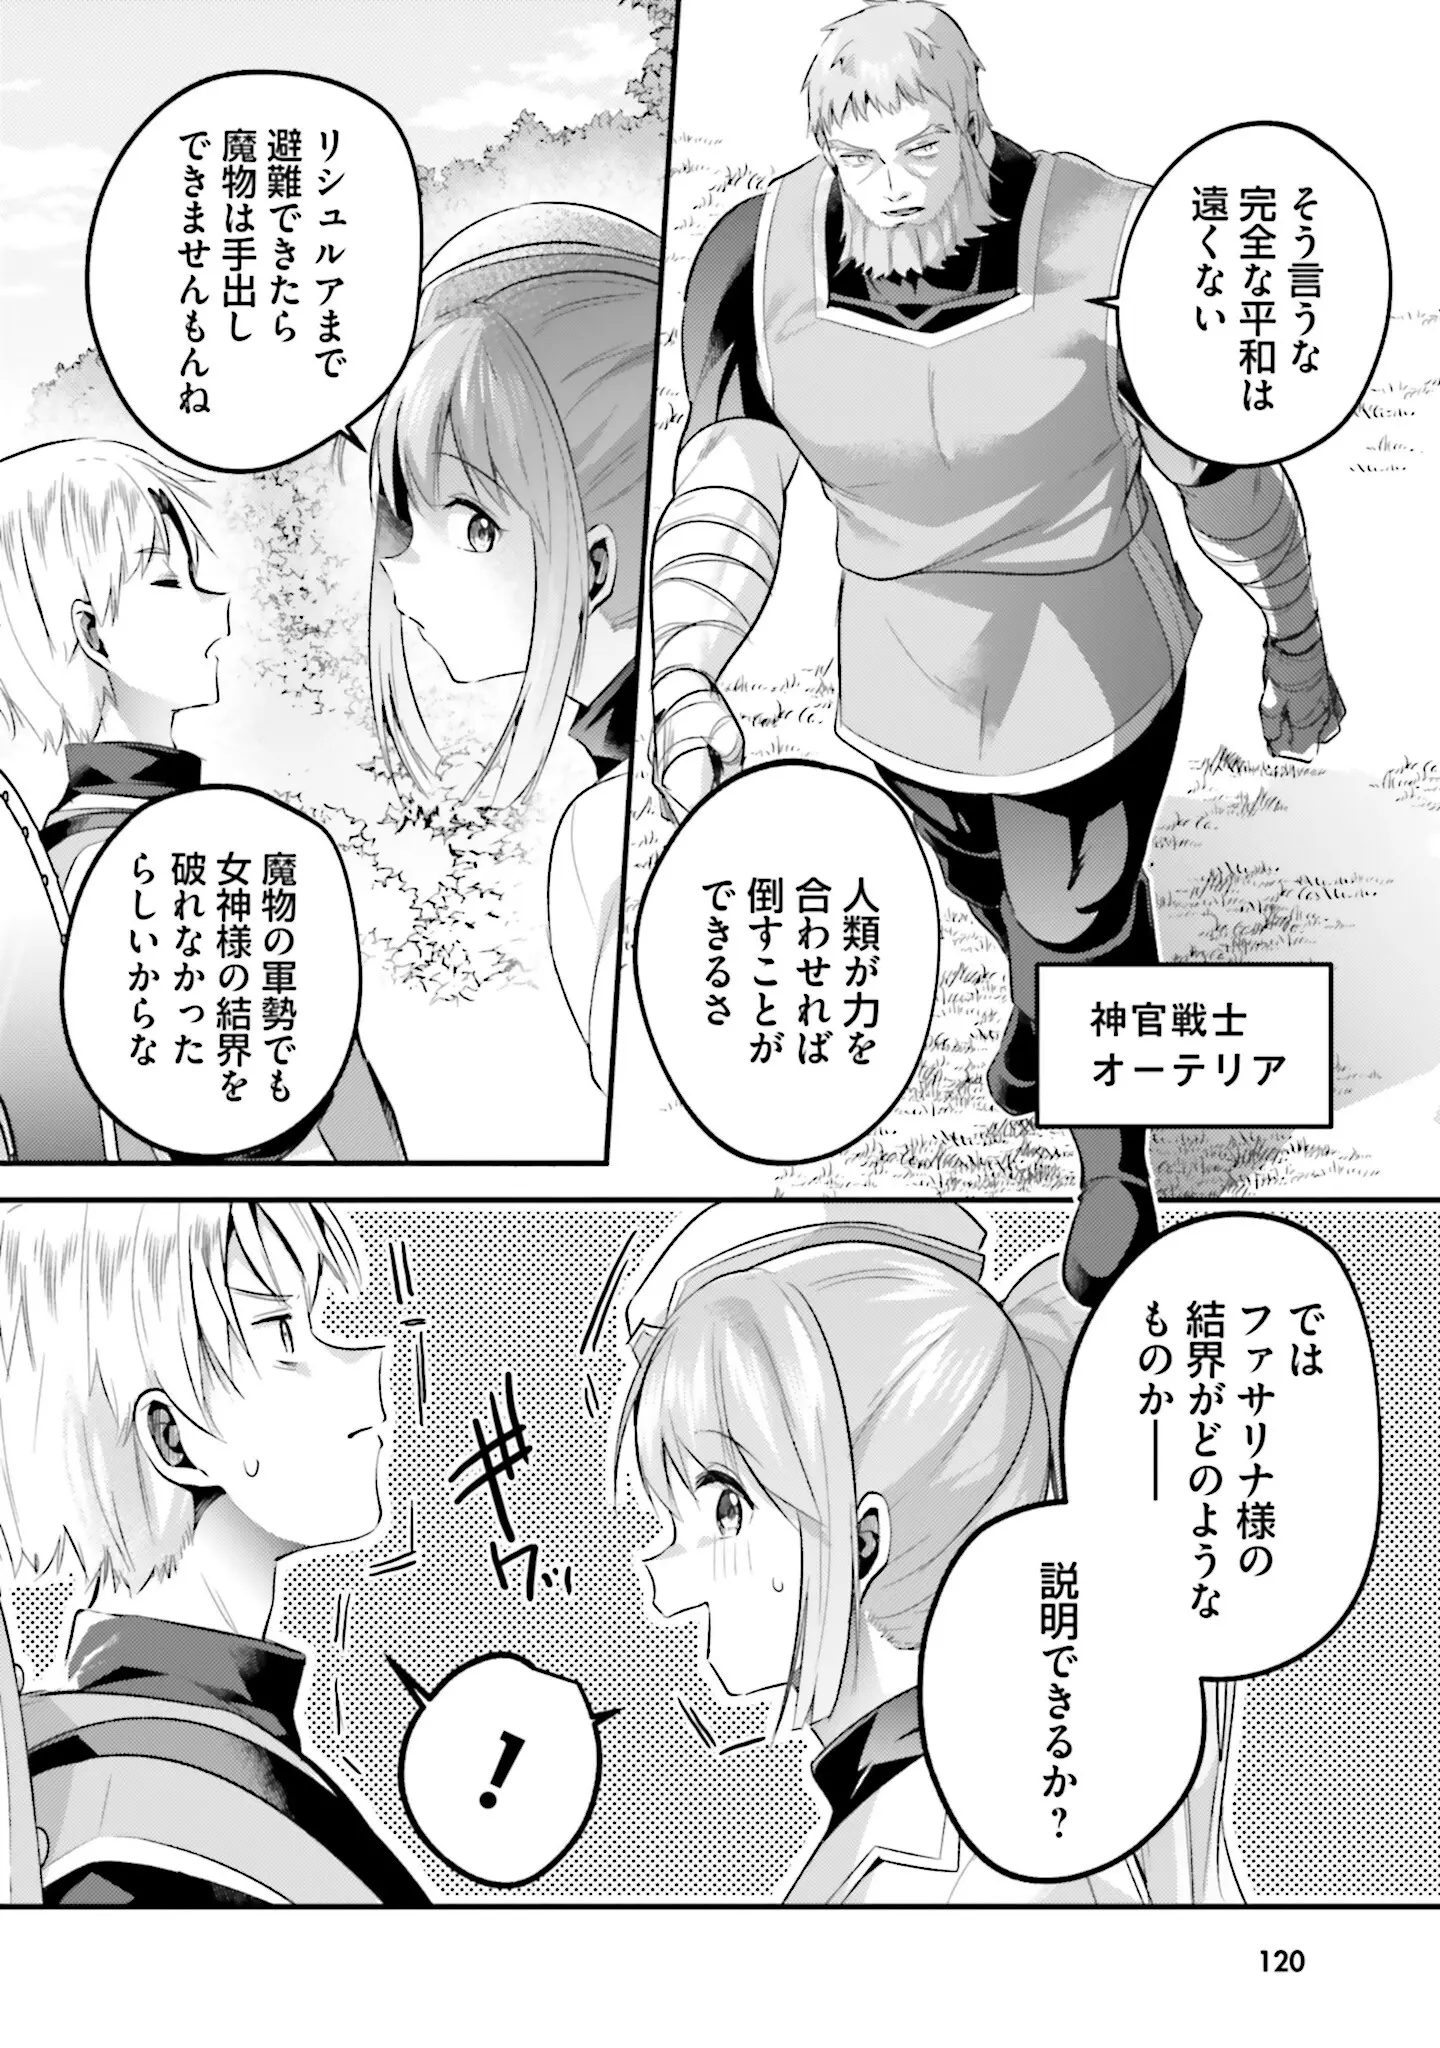 そう言うな
完全な平和は
遠くない
人類が力を
合わせれば
倒すことが
できるさ
神官戦士
オーテリア
リシュルアまで
避難できたら
魔物は手出し
できませんもんね
魔物の軍勢でも
女神様の結界を
破れなかった
らしいからな
では
ファサリナ様の
結界がどのような
ものか――
説明できるか？
ギグッ
！
120